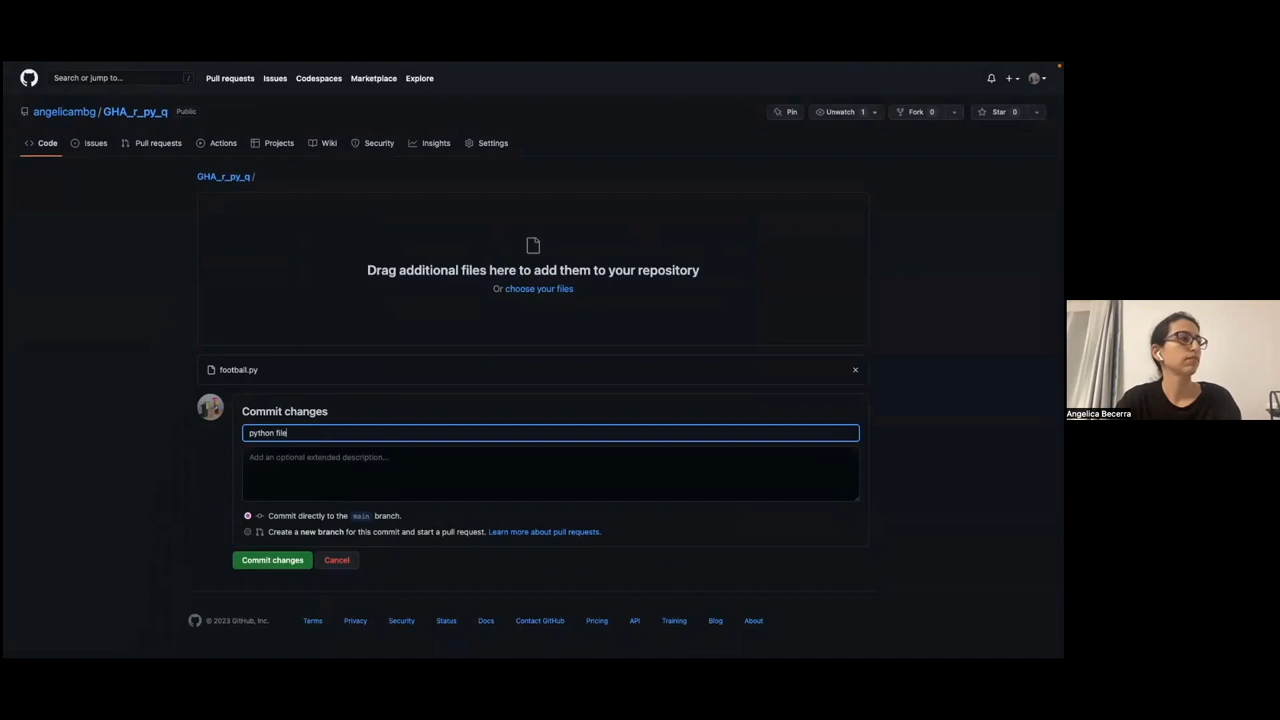 Search or jump to... /
Pull requests Issues Codespaces Marketplace Explore
angelicambg / GHA_r_py_q Public
Pin Unwatch 1 Fork 0 Star 0
Code Issues Pull requests Actions Projects Wiki Security Insights Settings
GHA_r_py_q /
Drag additional files here to add them to your repository
Or choose your files
football.py
Commit changes
python file
Add an optional extended description...
Commit directly to the main branch.
Create a new branch for this commit and start a pull request. Learn more about pull requests.
Commit changes Cancel
© 2023 GitHub, Inc. Terms Privacy Security Status Docs Contact GitHub Pricing API Training Blog About
Angelica Becerra